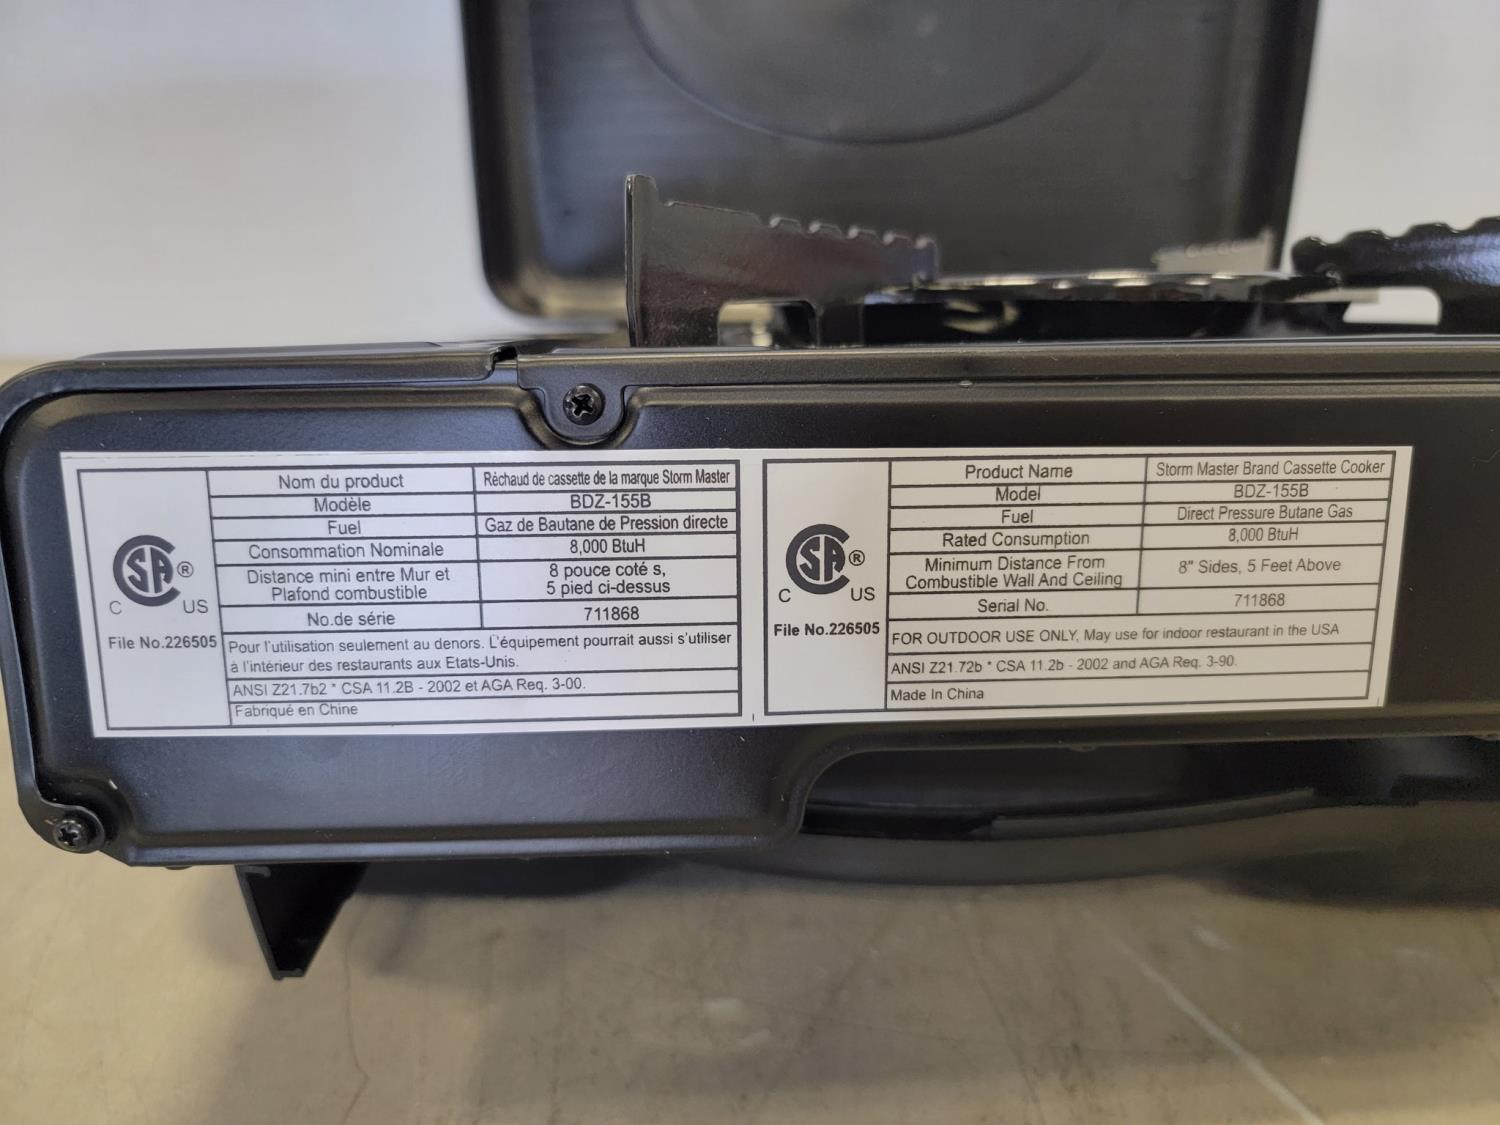 Nom du product Réchaud de cassette de la marque Storm Master
Modèle BDZ-155B
Fuel Gaz de Bautane de Pression directe
Consommation Nominale 8,000 BtuH
Distance mini entre Mur et
Plafond combustible
8 pouce coté s,
5 pied ci-dessus
No.de série 711868
SA ®
C US
File No.226505
Pour l'utilisation seulement au denors. L'équipement pourrait aussi s'utiliser
à l'intérieur des restaurants aux Etats-Unis.
ANSI Z21.7b2 * CSA 11.2B - 2002 et AGA Req. 3-00.
Fabriqué en Chine
Product Name Storm Master Brand Cassette Cooker
Model BDZ-155B
Fuel Direct Pressure Butane Gas
Rated Consumption 8,000 BtuH
Minimum Distance From
Combustible Wall And Ceiling
8" Sides, 5 Feet Above
Serial No. 711868
SA ®
C US
File No.226505
FOR OUTDOOR USE ONLY, May use for indoor restaurant in the USA
ANSI Z21.72b * CSA 11.2b - 2002 and AGA Req. 3-90.
Made In China